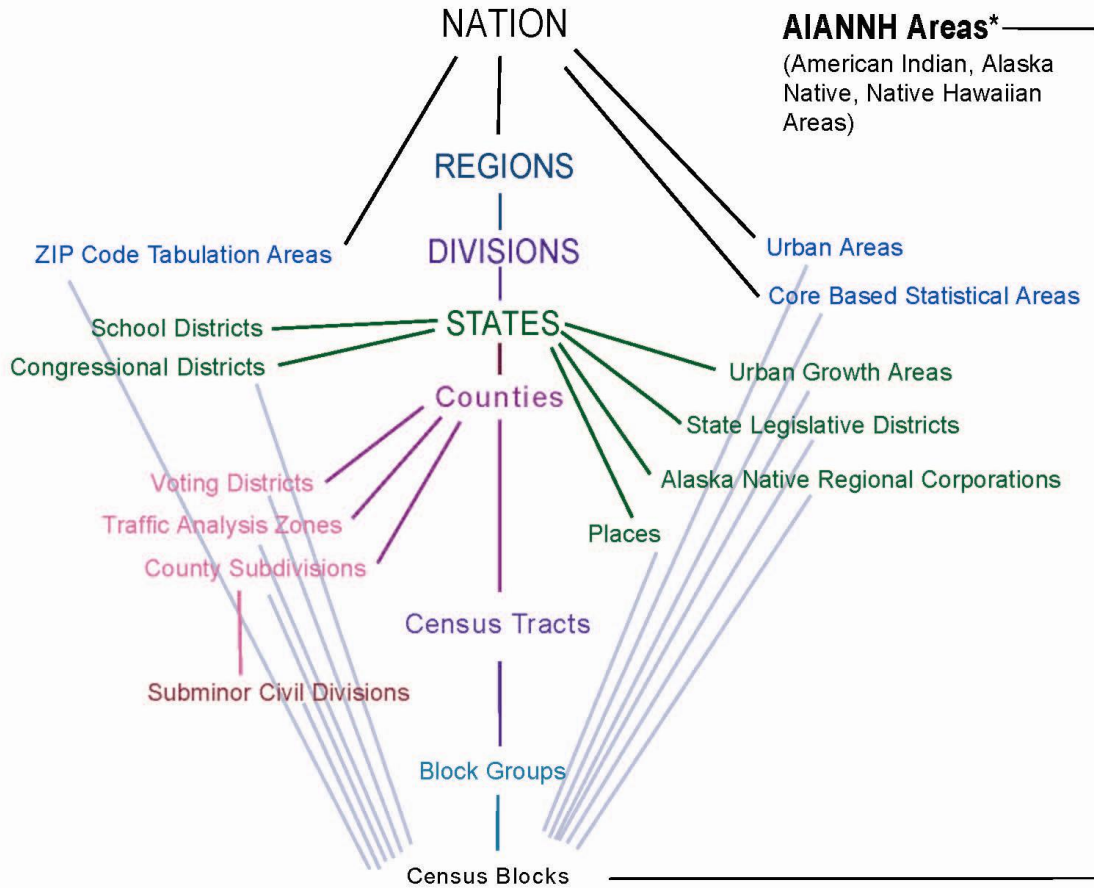 NATION
AIANNH Areas*
(American Indian, Alaska
Native, Native Hawaiian
Areas)
REGIONS
ZIP Code Tabulation Areas
DIVISIONS
Urban Areas
Core Based Statistical Areas
School Districts
STATES
Congressional Districts
Urban Growth Areas
Counties
State Legislative Districts
Voting Districts
Alaska Native Regional Corporations
Traffic Analysis Zones
Places
County Subdivisions
Census Tracts
Subminor Civil Divisions
Block Groups
Census Blocks